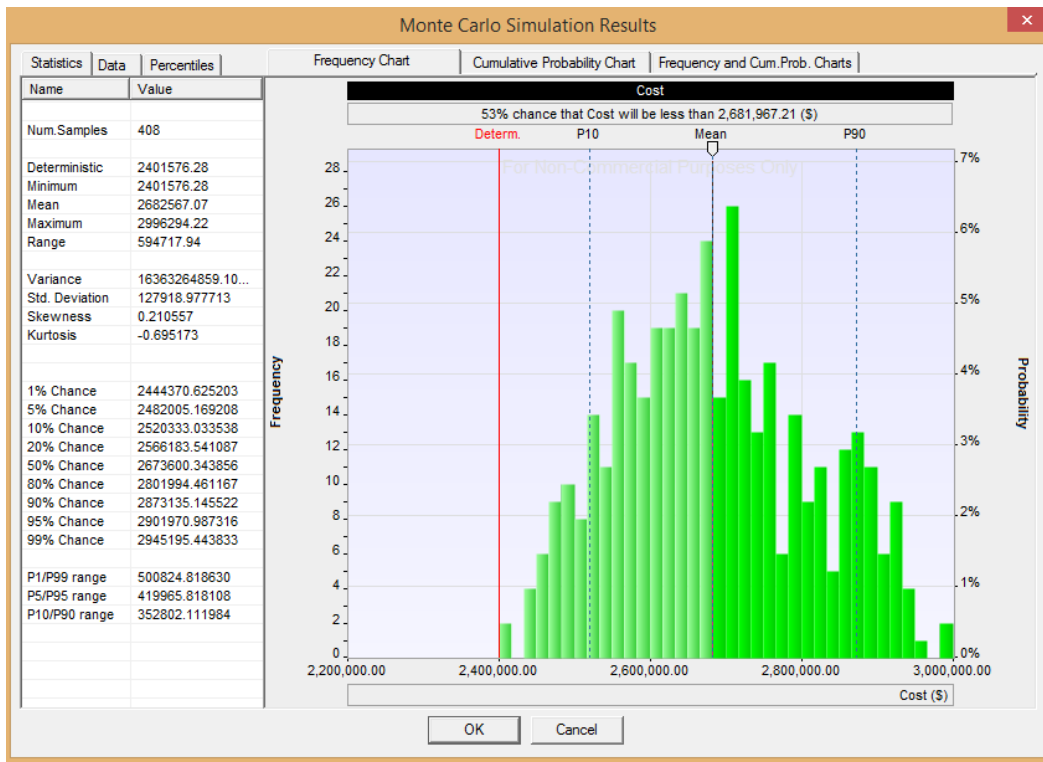 Monte Carlo Simulation Results
×
Statistics Data Percentiles
Frequency Chart Cumulative Probability Chart Frequency and Cum.Prob. Charts
Name Value
Num.Samples 408
Deterministic 2401576.28
Minimum 2401576.28
Mean 2682567.07
Maximum 2996294.22
Range 594717.94
Variance 16363264859.10...
Std. Deviation 127918.977713
Skewness 0.210557
Kurtosis -0.695173
1% Chance 2444370.625203
5% Chance 2482005.169208
10% Chance 2520333.033538
20% Chance 2566183.541087
50% Chance 2673600.343856
80% Chance 2801994.461167
90% Chance 2873135.145522
95% Chance 2901970.987316
99% Chance 2945195.443833
P1/P99 range 500824.818630
P5/P95 range 419965.818108
P10/P90 range 352802.111984
Cost
53% chance that Cost will be less than 2,681,967.21 ($)
Determ. P10 Mean P90
For Non-Commercial Purposes Only
Frequency
28
26
24
22
20
18
16
14
12
10
8
6
4
2
0
7%
6%
5%
4%
3%
2%
1%
0%
Probability
2,200,000.00 2,400,000.00 2,600,000.00 2,800,000.00 3,000,000.00
Cost ($)
OK Cancel